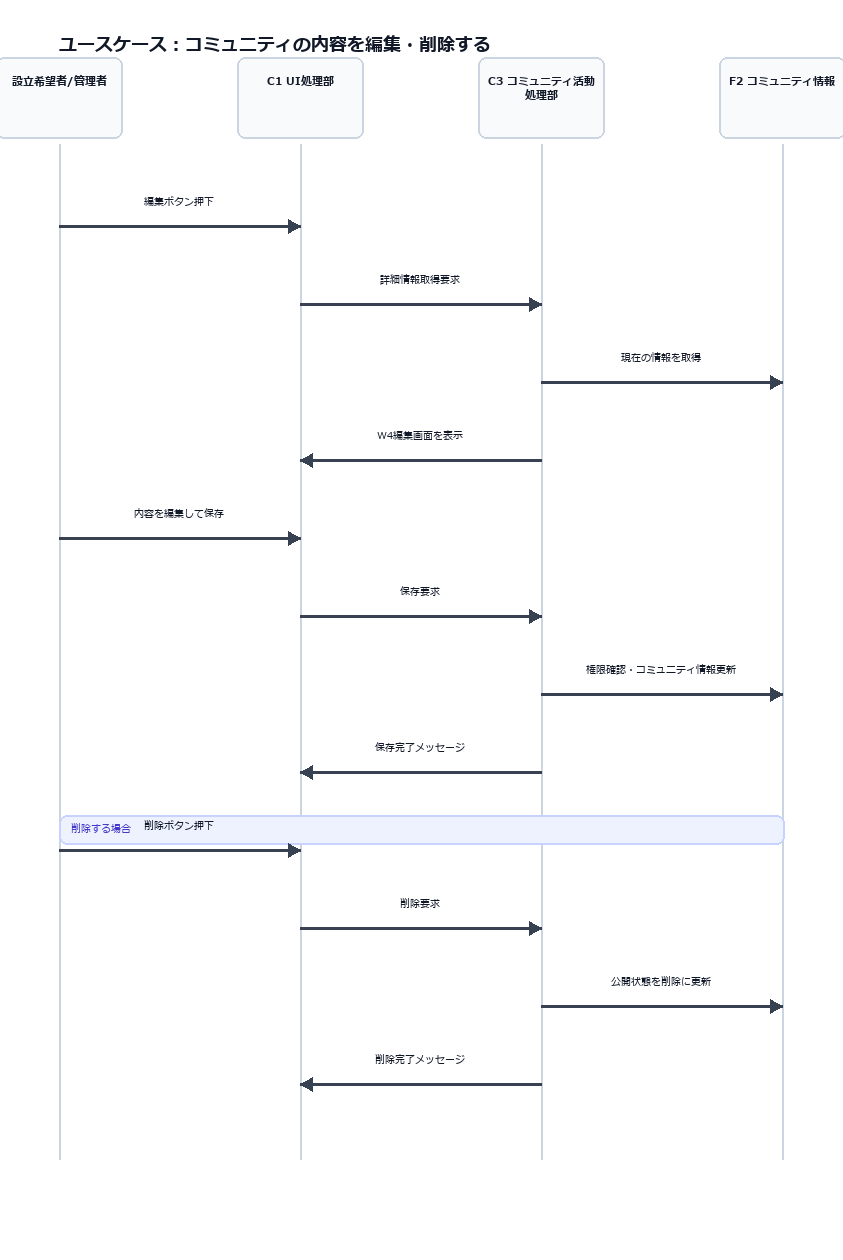 ユースケース：コミュニティの内容を編集・削除する
設立希望者/管理者
C1 UI処理部
C3 コミュニティ活動
処理部
F2 コミュニティ情報
編集ボタン押下
詳細情報取得要求
現在の情報を取得
W4編集画面を表示
内容を編集して保存
保存要求
権限確認・コミュニティ情報更新
保存完了メッセージ
削除する場合
削除ボタン押下
削除要求
公開状態を削除に更新
削除完了メッセージ